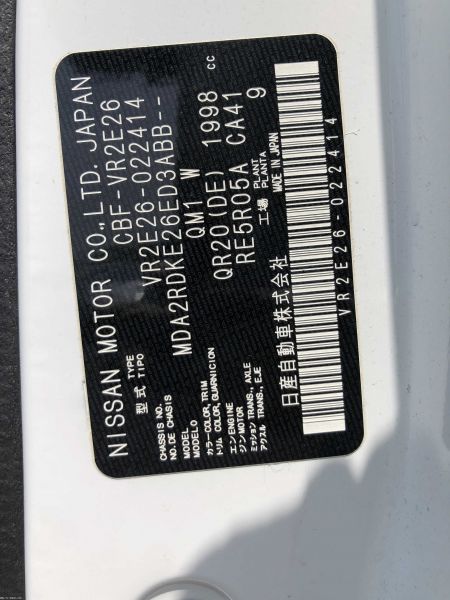 NISSAN MOTOR CO.,LTD. JAPAN
型式 TYPE TIPO CBF-VR2E26
CHASSIS NO. NO.DE CHASIS VR2E26-022414
MODEL MODELO MDA2RDKE26ED3ABB--
カラー COLOR, TRIM トリム COLOR, GUARNICION QM1 W
エンジン ENGINE MOTOR QR20(DE) 1998 cc
ミッション TRANS., AXLE アクスル TRANS., EJE RE5R05A CA41
工場 PLANT PLANTA 9
日産自動車株式会社 MADE IN JAPAN
VR2E26-022414